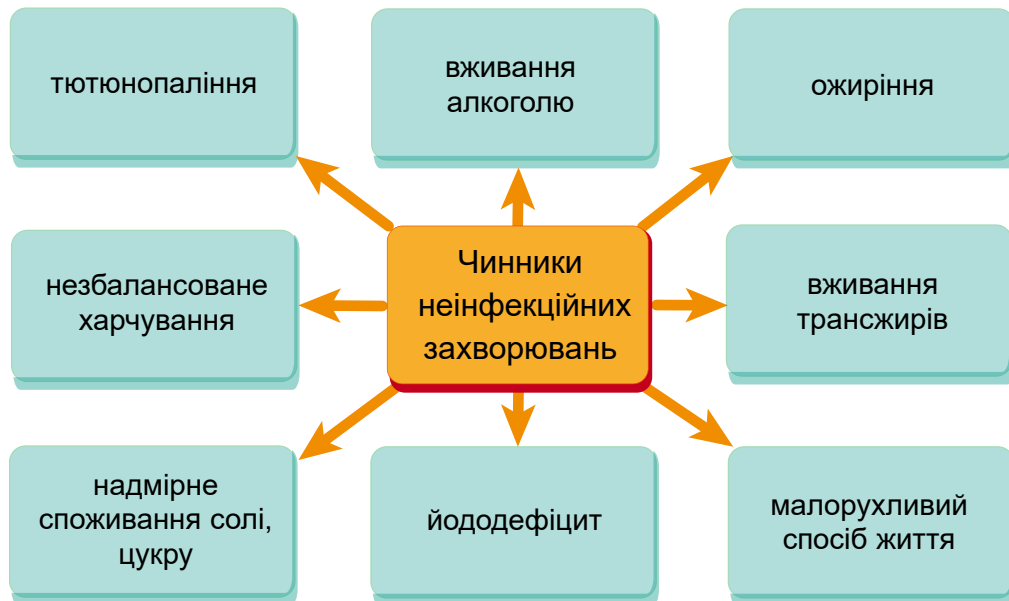 тютюнопаління
вживання
алкоголю
ожиріння
незбалансоване
харчування
Чинники
неінфекційних
захворювань
вживання
трансжирів
надмірне
споживання солі,
цукру
йододефіцит
малорухливий
спосіб життя